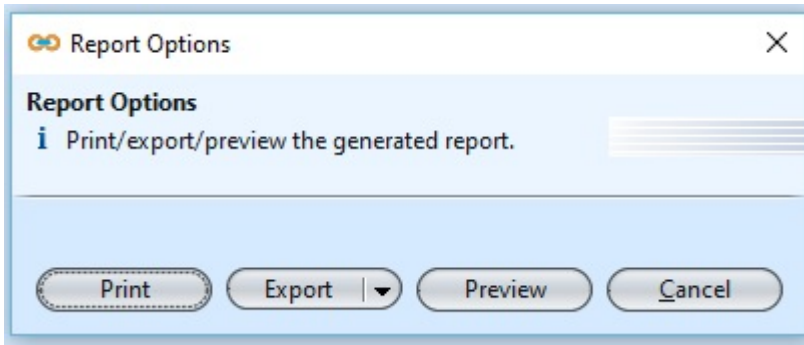 Report Options
Report Options
i Print/export/preview the generated report.
Print Export Preview Cancel